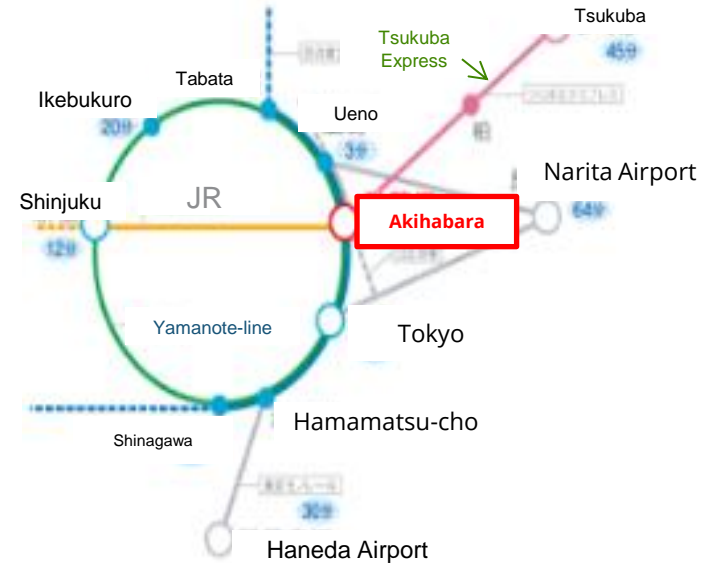 Tsukuba
45分
Tsukuba
Express
Tabata
Ikebukuro
20分
Ueno
3分
柏
Narita Airport
64分
Shinjuku
JR
12分
Akihabara
Yamanote-line
Tokyo
Hamamatsu-cho
Shinagawa
30分
Haneda Airport